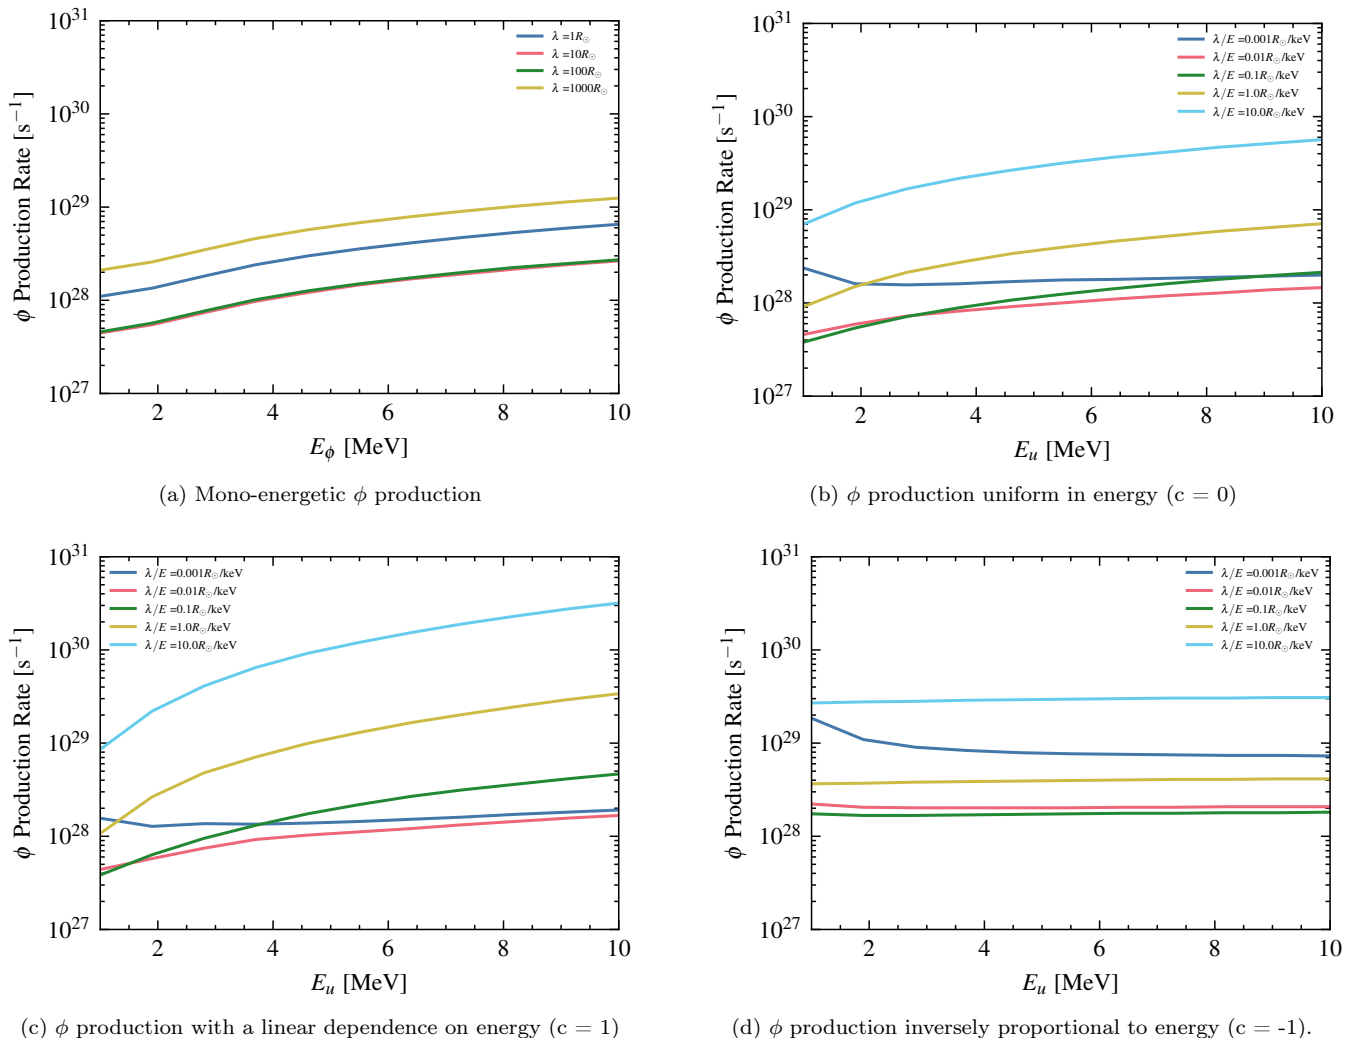 10^31
10^30
10^29
10^28
10^27
ϕ Production Rate [s^−1]
λ =1R⊙
λ =10R⊙
λ =100R⊙
λ =1000R⊙
2 4 6 8 10
E_ϕ [MeV]
(a) Mono-energetic ϕ production
10^31
10^30
10^29
10^28
10^27
ϕ Production Rate [s^−1]
λ/E =0.001R⊙/keV
λ/E =0.01R⊙/keV
λ/E =0.1R⊙/keV
λ/E =1.0R⊙/keV
λ/E =10.0R⊙/keV
2 4 6 8 10
E_u [MeV]
(b) ϕ production uniform in energy (c = 0)
10^31
10^30
10^29
10^28
10^27
ϕ Production Rate [s^−1]
λ/E =0.001R⊙/keV
λ/E =0.01R⊙/keV
λ/E =0.1R⊙/keV
λ/E =1.0R⊙/keV
λ/E =10.0R⊙/keV
2 4 6 8 10
E_u [MeV]
(c) ϕ production with a linear dependence on energy (c = 1)
10^31
10^30
10^29
10^28
10^27
ϕ Production Rate [s^−1]
λ/E =0.001R⊙/keV
λ/E =0.01R⊙/keV
λ/E =0.1R⊙/keV
λ/E =1.0R⊙/keV
λ/E =10.0R⊙/keV
2 4 6 8 10
E_u [MeV]
(d) ϕ production inversely proportional to energy (c = -1).